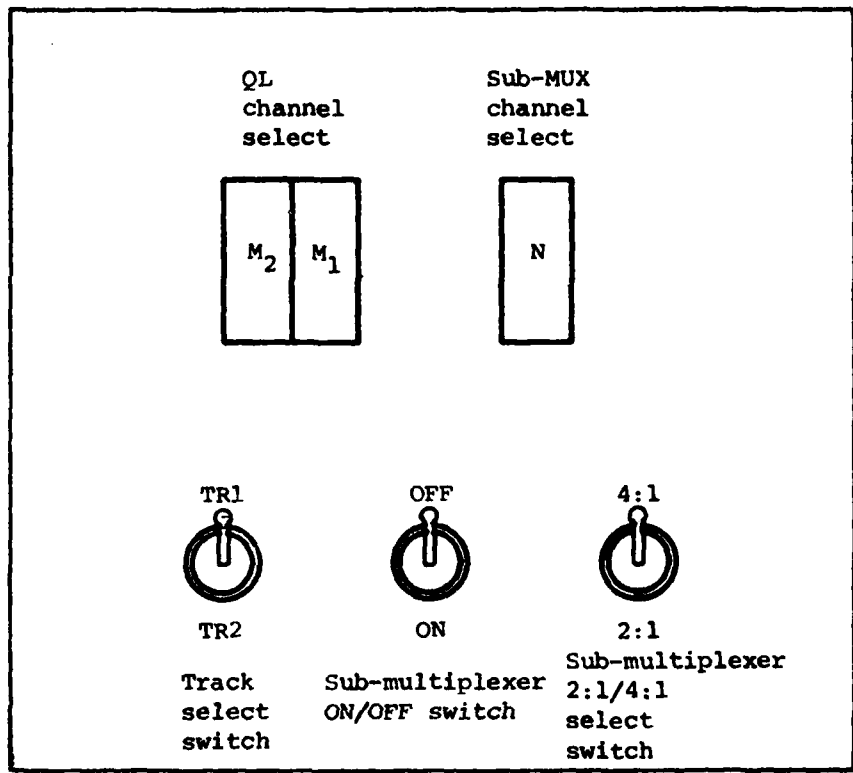 QL
channel
select
Sub-MUX
channel
select
M2
M1
N
TR1
OFF
4:1
TR2
ON
2:1
Track
select
switch
Sub-multiplexer
ON/OFF switch
Sub-multiplexer
2:1/4:1
select
switch